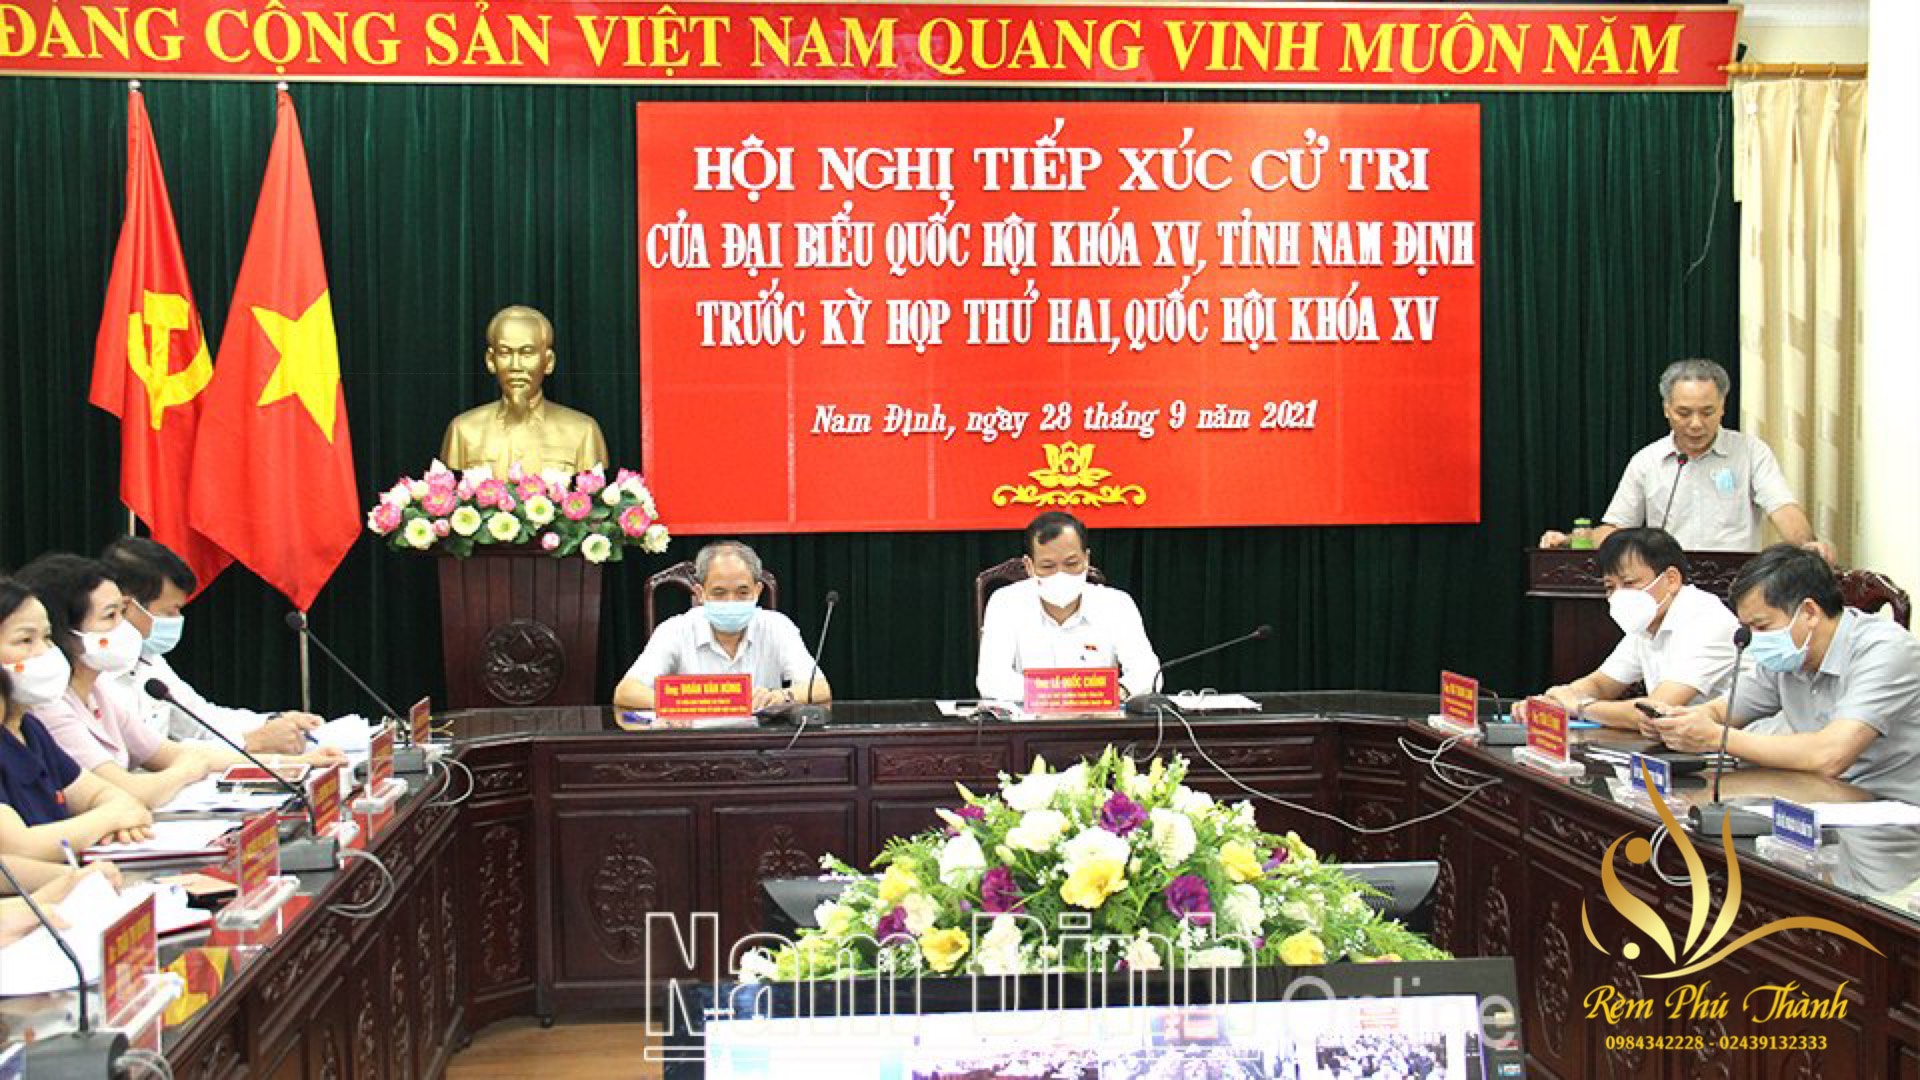 ĐẢNG CỘNG SẢN VIỆT NAM QUANG VINH MUÔN NĂM
HỘI NGHỊ TIẾP XÚC CỬ TRI
CỦA ĐẠI BIỂU QUỐC HỘI KHÓA XV, TỈNH NAM ĐỊNH
TRƯỚC KỲ HỌP THỨ HAI, QUỐC HỘI KHÓA XV
Nam Định, ngày 28 tháng 9 năm 2021
Ông ĐOÀN VĂN HÙNG
Ông LÊ QUỐC CHỈNH
Nam Định Online
Rèm Phú Thành
0984342228 - 02439132333